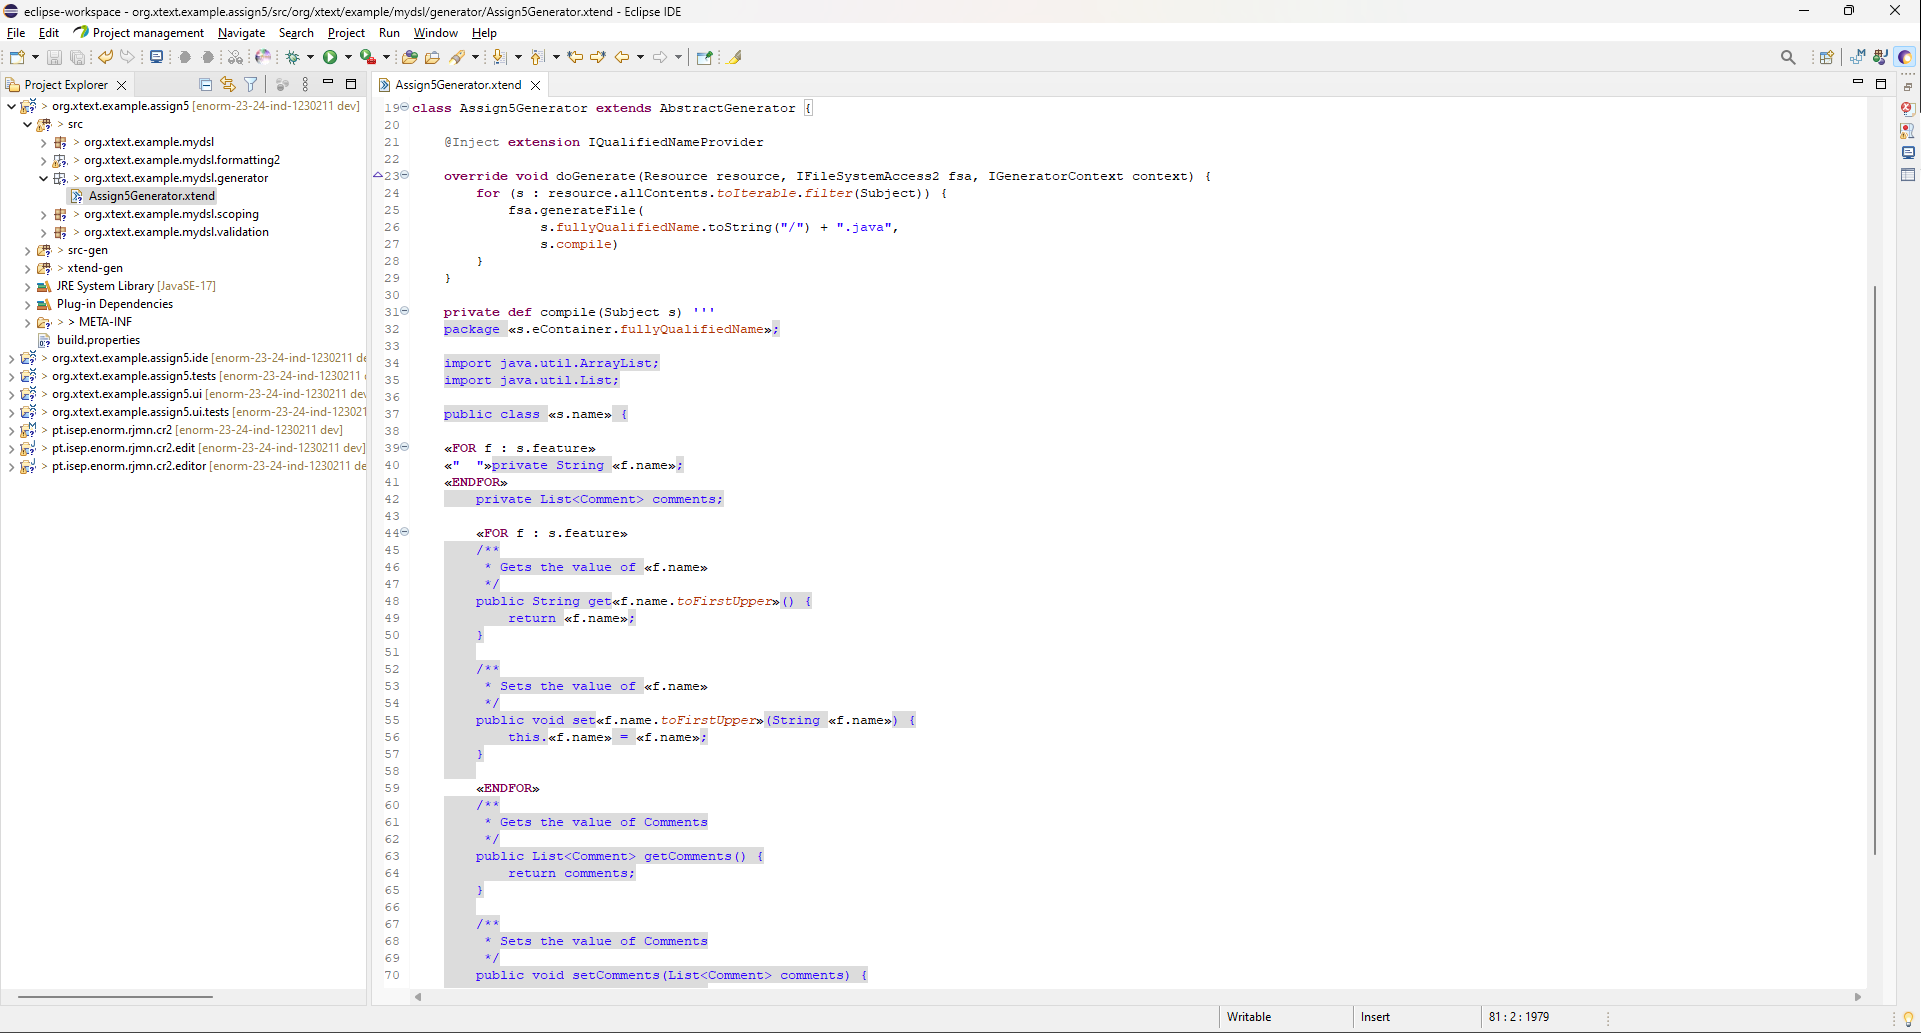 eclipse-workspace - org.xtext.example.assign5/src/org/xtext/example/mydsl/generator/Assign5Generator.xtend - Eclipse IDE
File Edit Project management Navigate Search Project Run Window Help
Project Explorer
> org.xtext.example.assign5 [enorm-23-24-ind-1230211 dev]
> src
> org.xtext.example.mydsl
> org.xtext.example.mydsl.formatting2
> org.xtext.example.mydsl.generator
Assign5Generator.xtend
> org.xtext.example.mydsl.scoping
> org.xtext.example.mydsl.validation
> src-gen
> xtend-gen
JRE System Library [JavaSE-17]
Plug-in Dependencies
> > META-INF
build.properties
> org.xtext.example.assign5.ide [enorm-23-24-ind-1230211 de
> org.xtext.example.assign5.tests [enorm-23-24-ind-1230211
> org.xtext.example.assign5.ui [enorm-23-24-ind-1230211 dev
> org.xtext.example.assign5.ui.tests [enorm-23-24-ind-123021
> pt.isep.enorm.rjmn.cr2 [enorm-23-24-ind-1230211 dev]
> pt.isep.enorm.rjmn.cr2.edit [enorm-23-24-ind-1230211 dev]
> pt.isep.enorm.rjmn.cr2.editor [enorm-23-24-ind-1230211 de
Assign5Generator.xtend
19 class Assign5Generator extends AbstractGenerator {
20
21 @Inject extension IQualifiedNameProvider
22
23 override void doGenerate(Resource resource, IFileSystemAccess2 fsa, IGeneratorContext context) {
24 for (s : resource.allContents.toIterable.filter(Subject)) {
25 fsa.generateFile(
26 s.fullyQualifiedName.toString("/") + ".java",
27 s.compile)
28 }
29 }
30
31 private def compile(Subject s) '''
32 package «s.eContainer.fullyQualifiedName»;
33
34 import java.util.ArrayList;
35 import java.util.List;
36
37 public class «s.name» {
38
39 «FOR f : s.feature»
40 «"  "»private String «f.name»;
41 «ENDFOR»
42 private List<Comment> comments;
43
44 «FOR f : s.feature»
45 /**
46 * Gets the value of «f.name»
47 */
48 public String get«f.name.toFirstUpper»() {
49 return «f.name»;
50 }
51
52 /**
53 * Sets the value of «f.name»
54 */
55 public void set«f.name.toFirstUpper»(String «f.name») {
56 this.«f.name» = «f.name»;
57 }
58
59 «ENDFOR»
60 /**
61 * Gets the value of Comments
62 */
63 public List<Comment> getComments() {
64 return comments;
65 }
66
67 /**
68 * Sets the value of Comments
69 */
70 public void setComments(List<Comment> comments) {
Writable Insert 81 : 2 : 1979